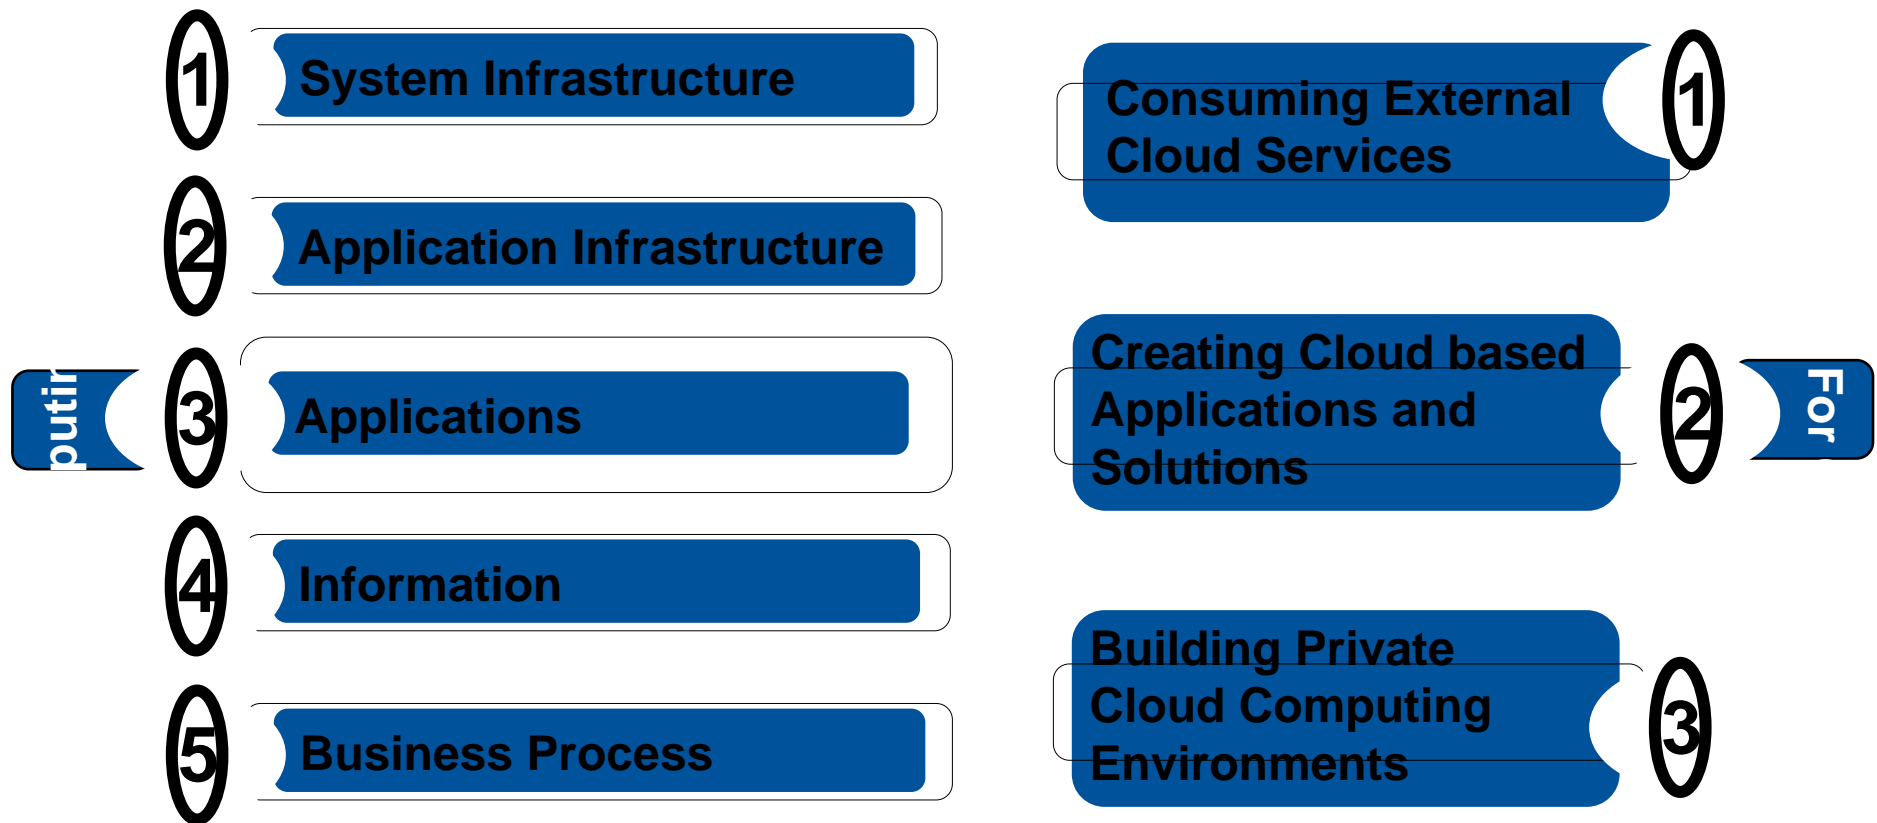 1
System Infrastructure
2
Application Infrastructure
3
Applications
4
Information
5
Business Process
Consuming External
Cloud Services
1
Creating Cloud based
Applications and
Solutions
2
Building Private
Cloud Computing
Environments
3
For